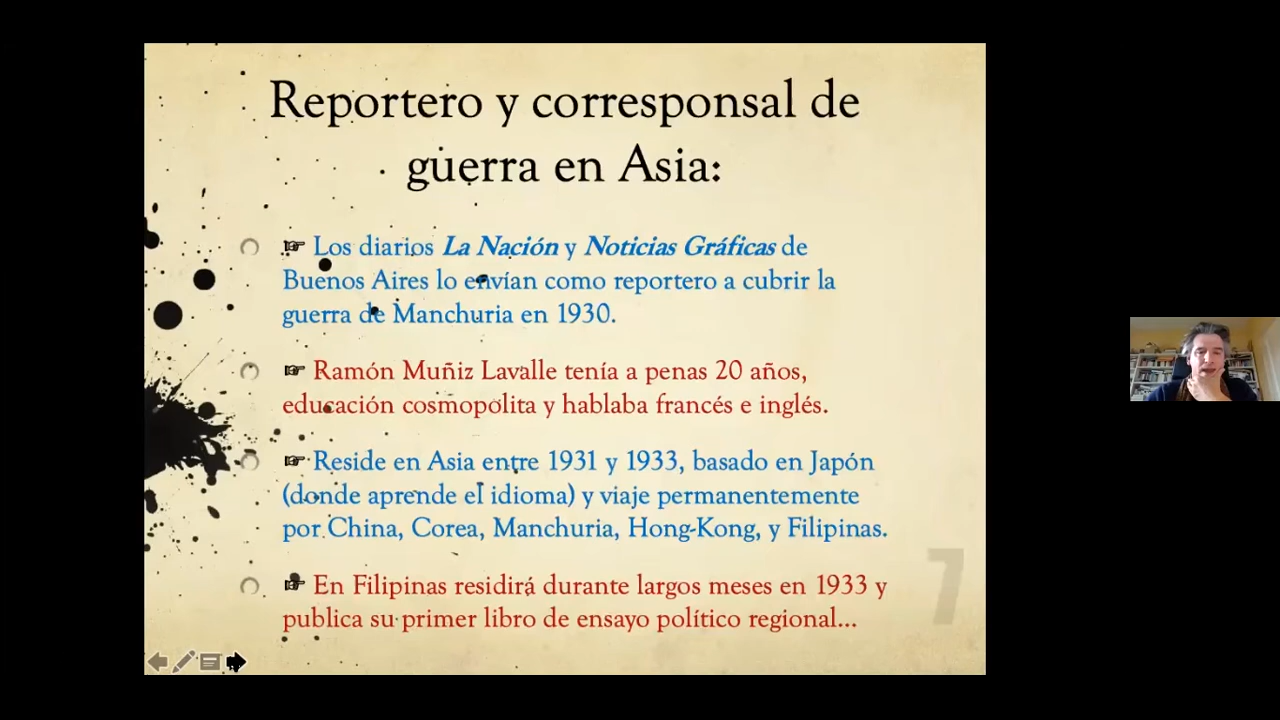 Reportero y corresponsal de
guerra en Asia:
☞ Los diarios La Nación y Noticias Gráficas de
Buenos Aires lo envían como reportero a cubrir la
guerra de Manchuria en 1930.
☞ Ramón Muñiz Lavalle tenía a penas 20 años,
educación cosmopolita y hablaba francés e inglés.
☞ Reside en Asia entre 1931 y 1933, basado en Japón
(donde aprende el idioma) y viaje permanentemente
por China, Corea, Manchuria, Hong-Kong, y Filipinas.
☞ En Filipinas residirá durante largos meses en 1933 y
publica su primer libro de ensayo político regional...
7